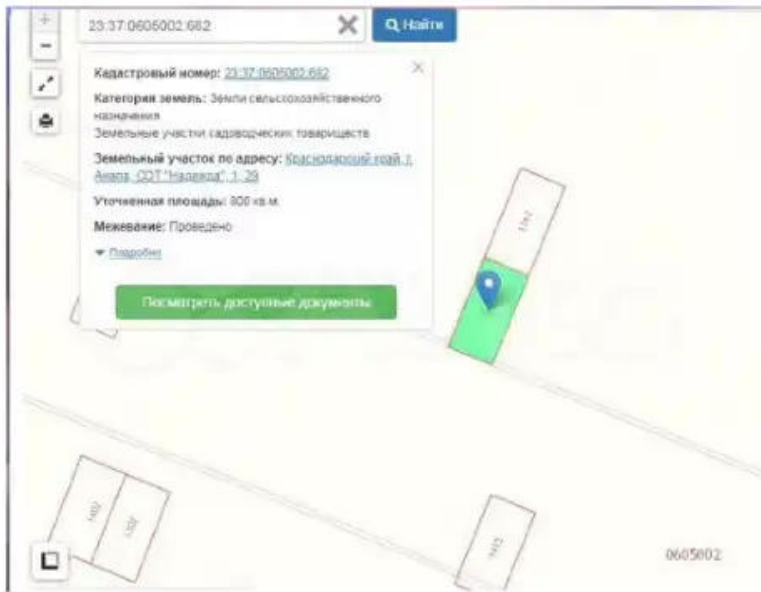 23:37:0605002:682
Найти
Кадастровый номер: 23:37:0605002:682
Категория земель: Земли сельскохозяйственного
назначения
Земельные участки садоводческих товариществ
Земельный участок по адресу: Краснодарский край, г.
Анапа, СОТ "Надежда", 1, 29
Уточненная площадь: 800 кв.м.
Межевание: Проведено
Подробно
Посмотреть доступные документы
0605002